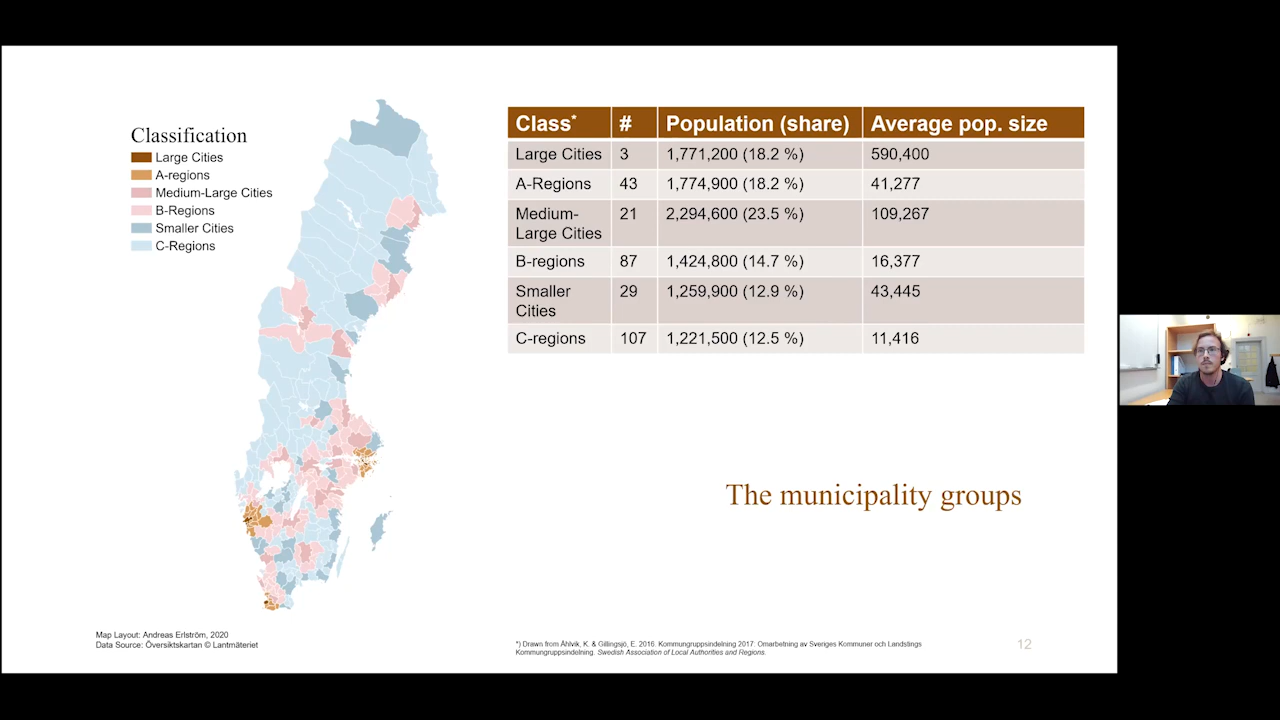 Classification
Large Cities
A-regions
Medium-Large Cities
B-Regions
Smaller Cities
C-Regions
Class* # Population (share) Average pop. size
Large Cities 3 1,771,200 (18.2 %) 590,400
A-Regions 43 1,774,900 (18.2 %) 41,277
Medium- 21 2,294,600 (23.5 %) 109,267
Large Cities
B-regions 87 1,424,800 (14.7 %) 16,377
Smaller 29 1,259,900 (12.9 %) 43,445
Cities
C-regions 107 1,221,500 (12.5 %) 11,416
The municipality groups
Map Layout: Andreas Erlström, 2020
Data Source: Översiktskartan © Lantmäteriet
*) Drawn from Åhlvik, K. & Gillingsjö, E. 2016. Kommungruppsindelning 2017: Omarbetning av Sveriges Kommuner och Landstings
Kommungruppsindelning. Swedish Association of Local Authorities and Regions.
12